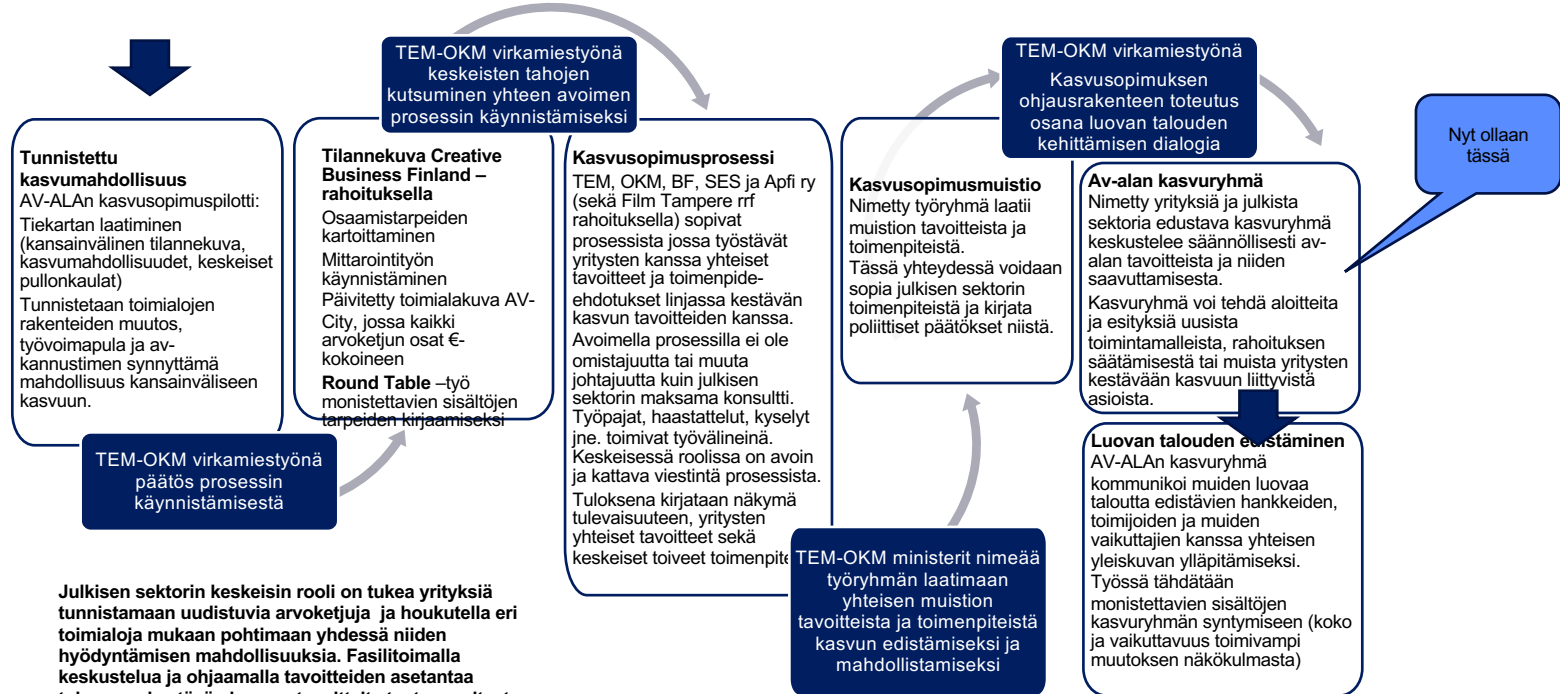 Tunnistettu
kasvumahdollisuus
AV-ALAn kasvusopimuspilotti:
Tiekartan laatiminen
(kansainvälinen tilannekuva,
kasvumahdollisuudet, keskeiset
pullonkaulat)
Tunnistetaan toimialojen
rakenteiden muutos,
työvoimapula ja av-
kannustimen synnyttämä
mahdollisuus kansainväliseen
kasvuun.
TEM-OKM virkamiestyönä
päätös prosessin
käynnistämisestä
Tilannekuva Creative
Business Finland –
rahoituksella
Osaamistarpeiden
kartoittaminen
Mittarointityön
käynnistäminen
Päivitetty toimialakuva AV-
City, jossa kaikki
arvoketjun osat €-
kokoineen
Round Table –työ
monistettavien sisältöjen
tarpeiden kirjaamiseksi
TEM-OKM virkamiestyönä
keskeisten tahojen
kutsuminen yhteen avoimen
prosessin käynnistämiseksi
Kasvusopimusprosessi
TEM, OKM, BF, SES ja Apfi ry
(sekä Film Tampere rrf
rahoituksella) sopivat
prosessista jossa työstävät
yritysten kanssa yhteiset
tavoitteet ja toimenpide-
ehdotukset linjassa kestävän
kasvun tavoitteiden kanssa.
Avoimella prosessilla ei ole
omistajuutta tai muuta
johtajuutta kuin julkisen
sektorin maksama konsultti.
Työpajat, haastattelut, kyselyt
jne. toimivat työvälineinä.
Keskeisessä roolissa on avoin
ja kattava viestintä prosessista.
Tuloksena kirjataan näkymä
tulevaisuuteen, yritysten
yhteiset tavoitteet sekä
keskeiset toiveet
TEM-OKM ministerit nimeää
työryhmän laatimaan
yhteisen muistion
tavoitteista ja toimenpiteistä
kasvun edistämiseksi ja
mahdollistamiseksi
Kasvusopimusmuistio
Nimetty työryhmä laatii
muistion tavoitteista ja
toimenpiteistä.
Tässä yhteydessä voidaan
sopia julkisen sektorin
toimenpiteistä ja kirjata
poliittiset päätökset niistä.
TEM-OKM virkamiestyönä
Kasvusopimuksen
ohjausrakenteen toteutus
osana luovan talouden
kehittämisen dialogia
Av-alan kasvuryhmä
Nimetty yrityksiä ja julkista
sektoria edustava kasvuryhmä
keskustelee säännöllisesti av-
alan tavoitteista ja niiden
saavuttamisesta.
Kasvuryhmä voi tehdä aloitteita
ja esityksiä uusista
toimintamalleista, rahoituksen
säätämisestä tai muista yritysten
kestävään kasvuun liittyvistä
asioista.
Nyt ollaan
tässä
Luovan talouden edistäminen
AV-ALAn kasvuryhmä
kommunikoi muiden luovaa
taloutta edistävien hankkeiden,
toimijoiden ja muiden
vaikuttajien kanssa yhteisen
yleiskuvan ylläpitämiseksi.
Työssä tähdätään
monistettavien sisältöjen
kasvuryhmän syntymiseen (koko
ja vaikuttavuus toimivampi
muutoksen näkökulmasta)
Julkisen sektorin keskeisin rooli on tukea yrityksiä
tunnistamaan uudistuvia arvoketjuja ja houkutella eri
toimialoja mukaan pohtimaan yhdessä niiden
hyödyntämisen mahdollisuuksia. Fasilitoimalla
keskustelua ja ohjaamalla tavoitteiden asetantaa